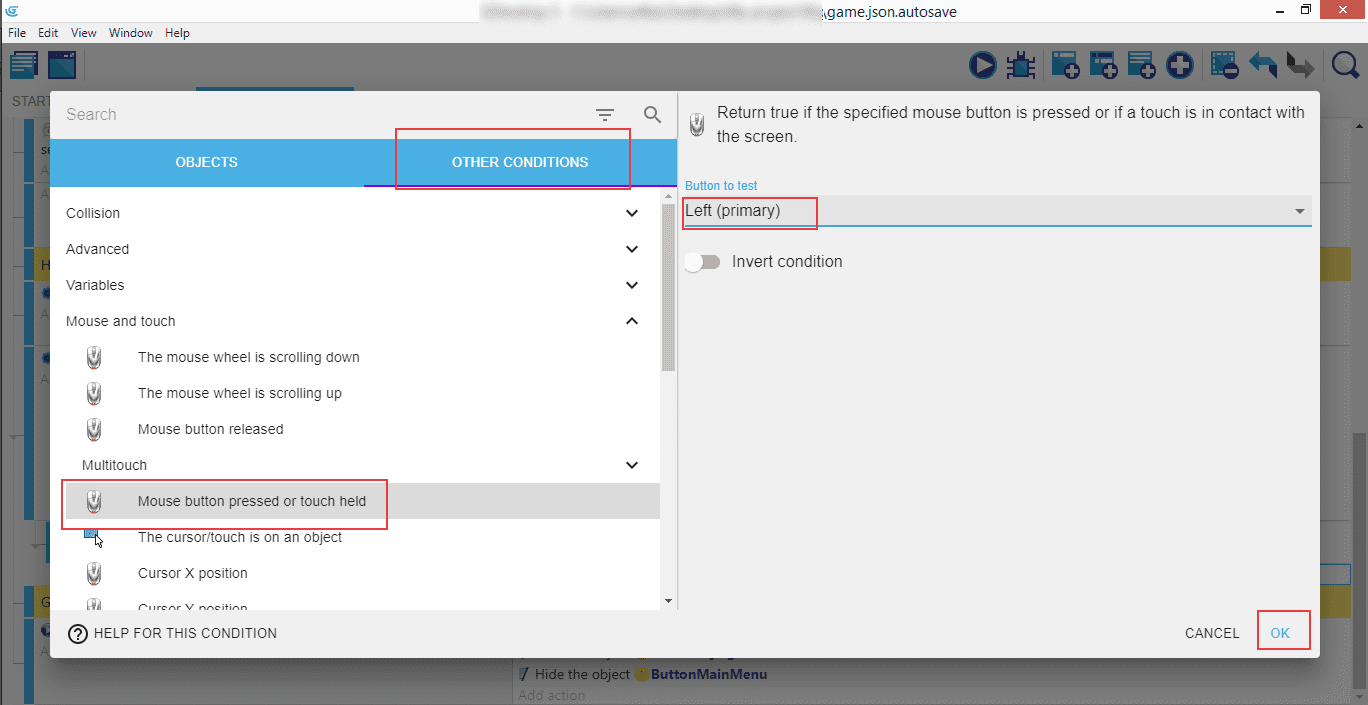 \game.json.autosave
File Edit View Window Help
START
Search
OBJECTS
OTHER CONDITIONS
Collision
Advanced
Variables
Mouse and touch
The mouse wheel is scrolling down
The mouse wheel is scrolling up
Mouse button released
Multitouch
Mouse button pressed or touch held
The cursor/touch is on an object
Cursor X position
Cursor Y position
Return true if the specified mouse button is pressed or if a touch is in contact with
the screen.
Button to test
Left (primary)
Invert condition
HELP FOR THIS CONDITION
CANCEL
OK
Hide the object ButtonMainMenu
Add action